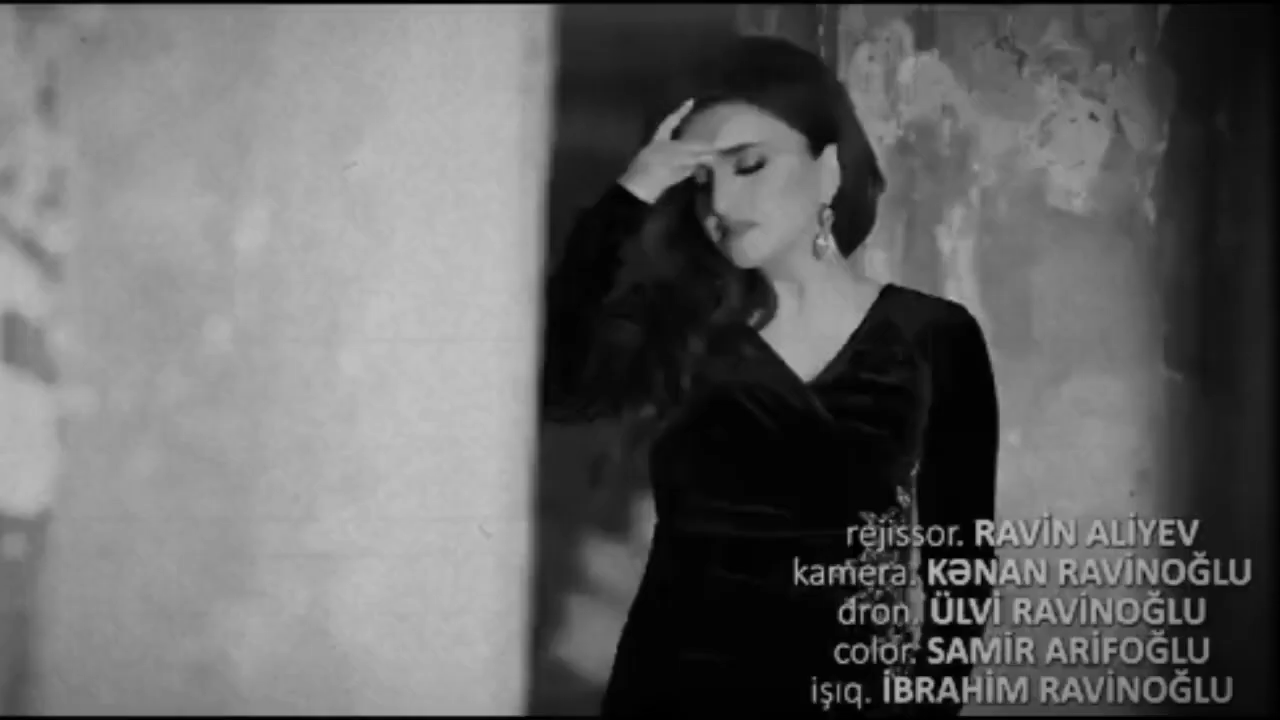 rejissor. RAVİN ALİYEV
kamera. KƏNAN RAVİNOĞLU
dron. ÜLVİ RAVİNOĞLU
color. SAMİR ARİFOĞLU
işıq. İBRAHİM RAVİNOĞLU